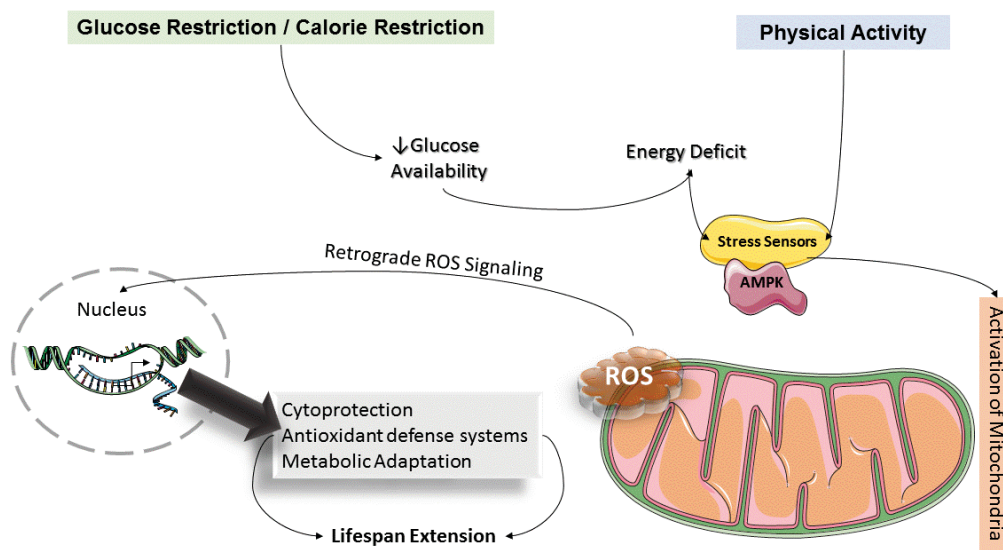 Glucose Restriction / Calorie Restriction
Physical Activity
↓Glucose
Availability
Energy Deficit
Stress Sensors
AMPK
Retrograde ROS Signaling
Nucleus
ROS
Activation of Mitochondria
Cytoprotection
Antioxidant defense systems
Metabolic Adaptation
Lifespan Extension